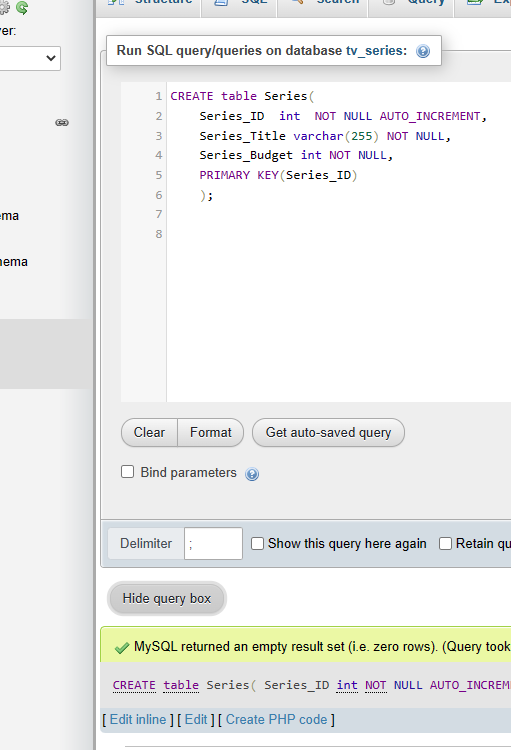 Structure SQL Search Query
er:
Run SQL query/queries on database tv_series:
1 CREATE table Series(
2 Series_ID int NOT NULL AUTO_INCREMENT,
3 Series_Title varchar(255) NOT NULL,
4 Series_Budget int NOT NULL,
5 PRIMARY KEY(Series_ID)
6 );
7
8
ema
nema
Clear Format Get auto-saved query
Bind parameters
Delimiter ; Show this query here again Retain qu
Hide query box
MySQL returned an empty result set (i.e. zero rows). (Query took
CREATE table Series( Series_ID int NOT NULL AUTO_INCREM
[ Edit inline ] [ Edit ] [ Create PHP code ]